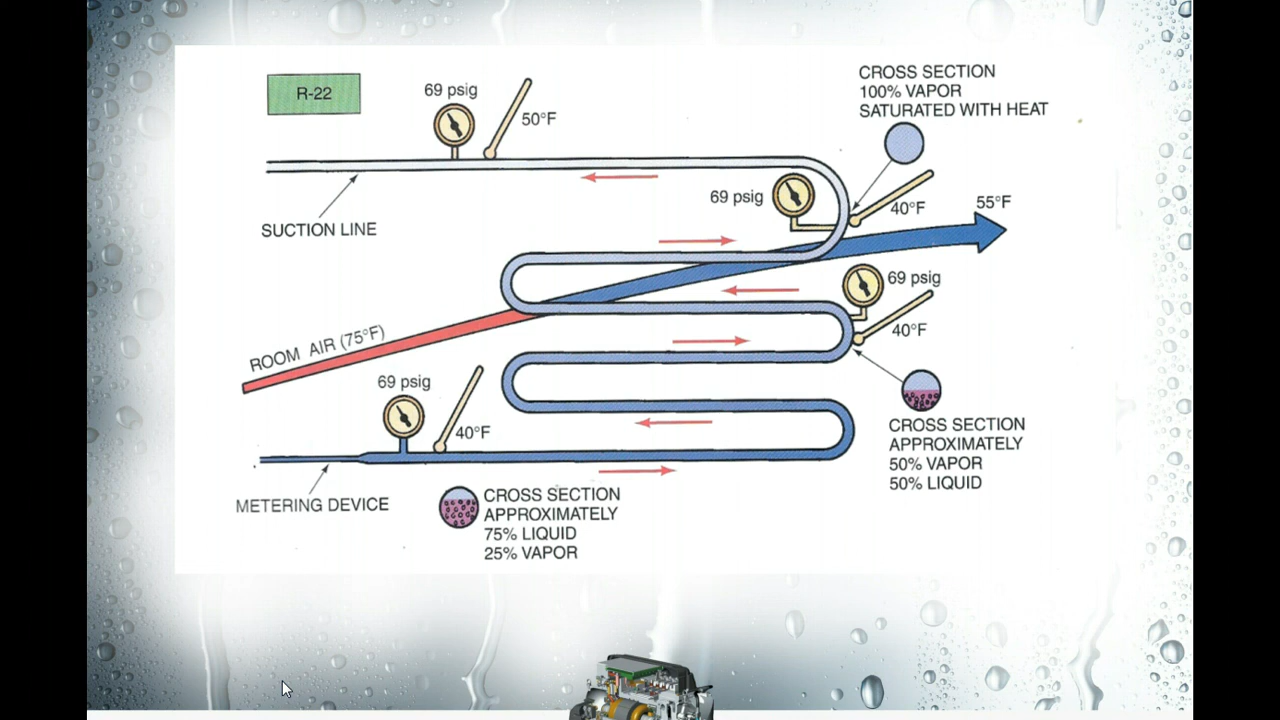 R-22
69 psig
50°F
CROSS SECTION
100% VAPOR
SATURATED WITH HEAT
69 psig
40°F
55°F
SUCTION LINE
69 psig
40°F
ROOM AIR (75°F)
69 psig
40°F
CROSS SECTION
APPROXIMATELY
50% VAPOR
50% LIQUID
METERING DEVICE
CROSS SECTION
APPROXIMATELY
75% LIQUID
25% VAPOR